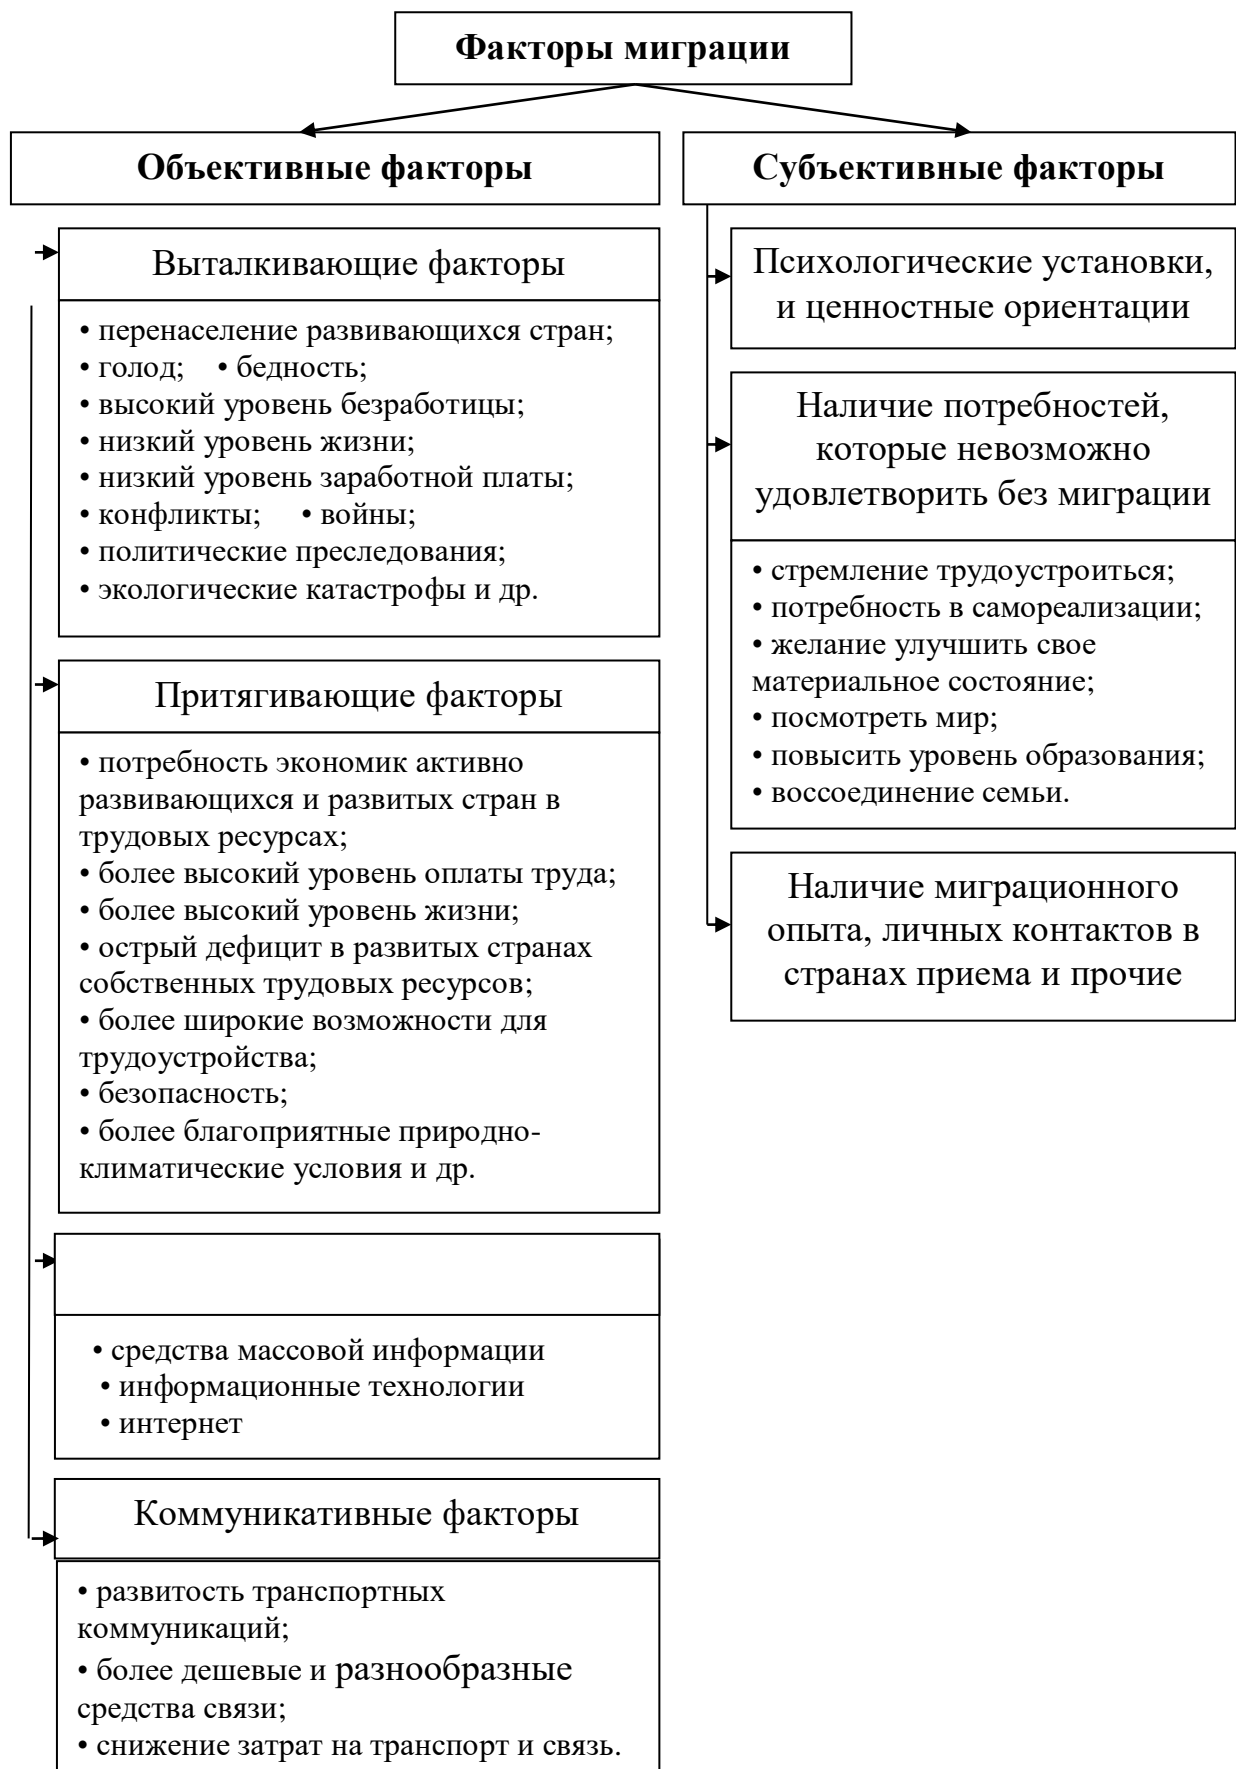 Факторы миграции
Объективные факторы
Выталкивающие факторы
• перенаселение развивающихся стран;
• голод; • бедность;
• высокий уровень безработицы;
• низкий уровень жизни;
• низкий уровень заработной платы;
• конфликты; • войны;
• политические преследования;
• экологические катастрофы и др.
Притягивающие факторы
• потребность экономик активно
развивающихся и развитых стран в
трудовых ресурсах;
• более высокий уровень оплаты труда;
• более высокий уровень жизни;
• острый дефицит в развитых странах
собственных трудовых ресурсов;
• более широкие возможности для
трудоустройства;
• безопасность;
• более благоприятные природно-
климатические условия и др.
• средства массовой информации
• информационные технологии
• интернет
Коммуникативные факторы
• развитость транспортных
коммуникаций;
• более дешевые и разнообразные
средства связи;
• снижение затрат на транспорт и связь.
Субъективные факторы
Психологические установки,
и ценностные ориентации
Наличие потребностей,
которые невозможно
удовлетворить без миграции
• стремление трудоустроиться;
• потребность в самореализации;
• желание улучшить свое
материальное состояние;
• посмотреть мир;
• повысить уровень образования;
• воссоединение семьи.
Наличие миграционного
опыта, личных контактов в
странах приема и прочие